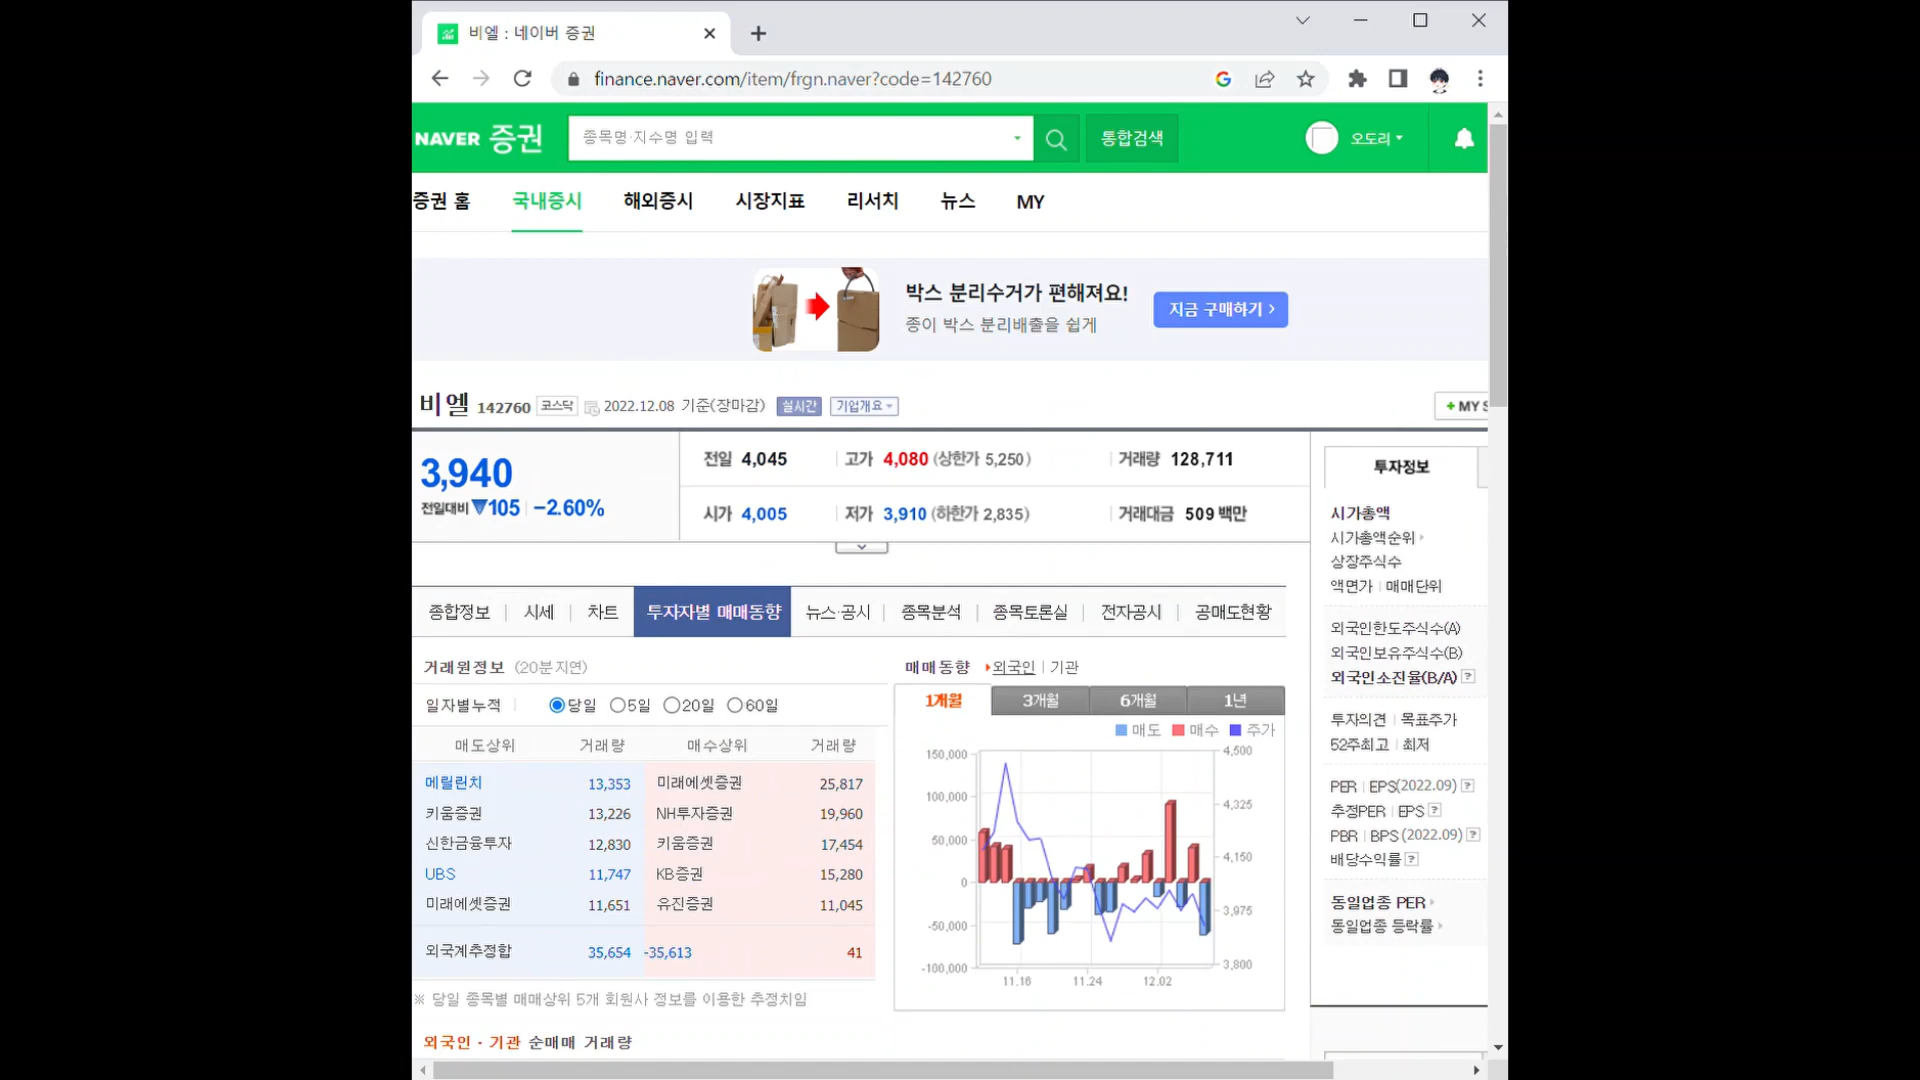 비엘 : 네이버 증권
finance.naver.com/item/frgn.naver?code=142760
NAVER 증권
종목명·지수명 입력
통합검색
오도리
증권 홈 국내증시 해외증시 시장지표 리서치 뉴스 MY
박스 분리수거가 편해져요!
종이 박스 분리배출을 쉽게
지금 구매하기
비엘 142760 코스닥 2022.12.08 기준(장마감) 실시간 기업개요
+ MY S
3,940
전일대비 ▼105 -2.60%
전일 4,045 고가 4,080 (상한가 5,250) 거래량 128,711
시가 4,005 저가 3,910 (하한가 2,835) 거래대금 509 백만
종합정보 시세 차트 투자자별 매매동향 뉴스·공시 종목분석 종목토론실 전자공시 공매도현황
거래원정보 (20분지연)
일자별누적 당일 5일 20일 60일
매도상위 거래량 매수상위 거래량
메릴린치 13,353 미래에셋증권 25,817
키움증권 13,226 NH투자증권 19,960
신한금융투자 12,830 키움증권 17,454
UBS 11,747 KB증권 15,280
미래에셋증권 11,651 유진증권 11,045
외국계추정합 35,654 -35,613 41
※ 당일 종목별 매매상위 5개 회원사 정보를 이용한 추정치임
외국인·기관 순매매 거래량
매매동향 외국인 | 기관
1개월 3개월 6개월 1년
매도 매수 주가
150,000
100,000
50,000
0
-50,000
-100,000
4,500
4,325
4,150
3,975
3,800
11.16 11.24 12.02
투자정보
시가총액
시가총액순위
상장주식수
액면가 | 매매단위
외국인한도주식수(A)
외국인보유주식수(B)
외국인소진율(B/A) ?
투자의견 | 목표주가
52주최고 | 최저
PER | EPS(2022.09) ?
추정PER | EPS ?
PBR | BPS (2022.09) ?
배당수익률 ?
동일업종 PER
동일업종 등락률